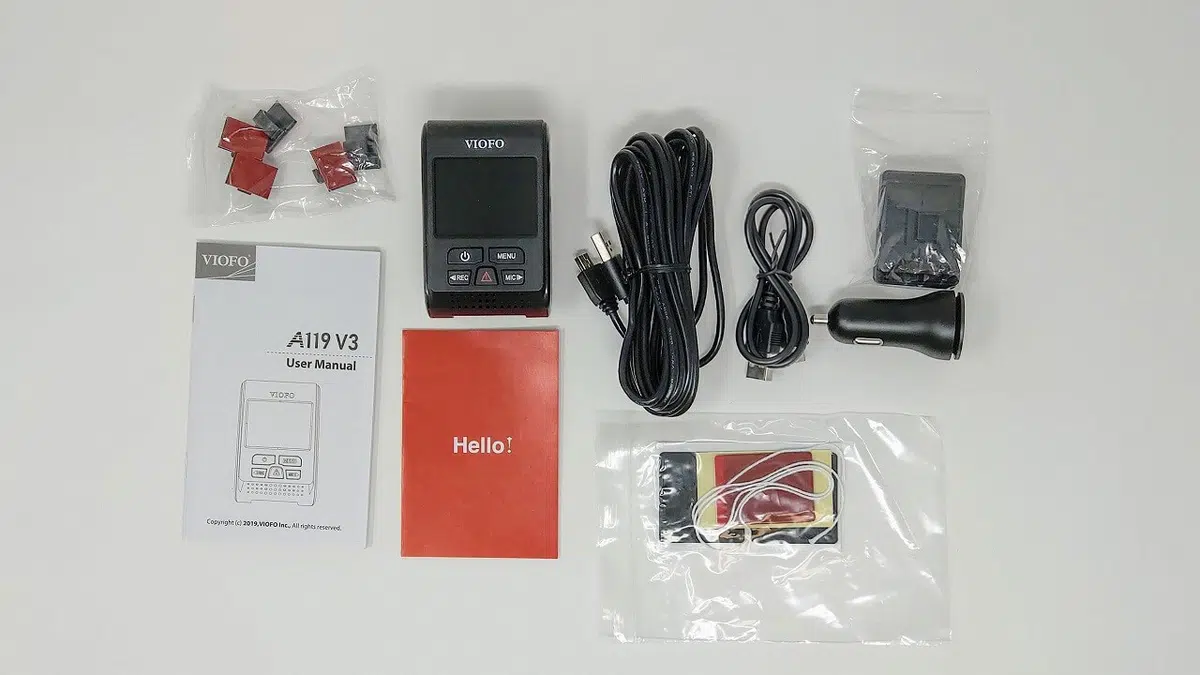 VIOFO
MENU
REC
MIC
VIOFO
A119 V3
User Manual
VIOFO
Copyright (c) 2019,VIOFO Inc., All rights reserved.
Hello!